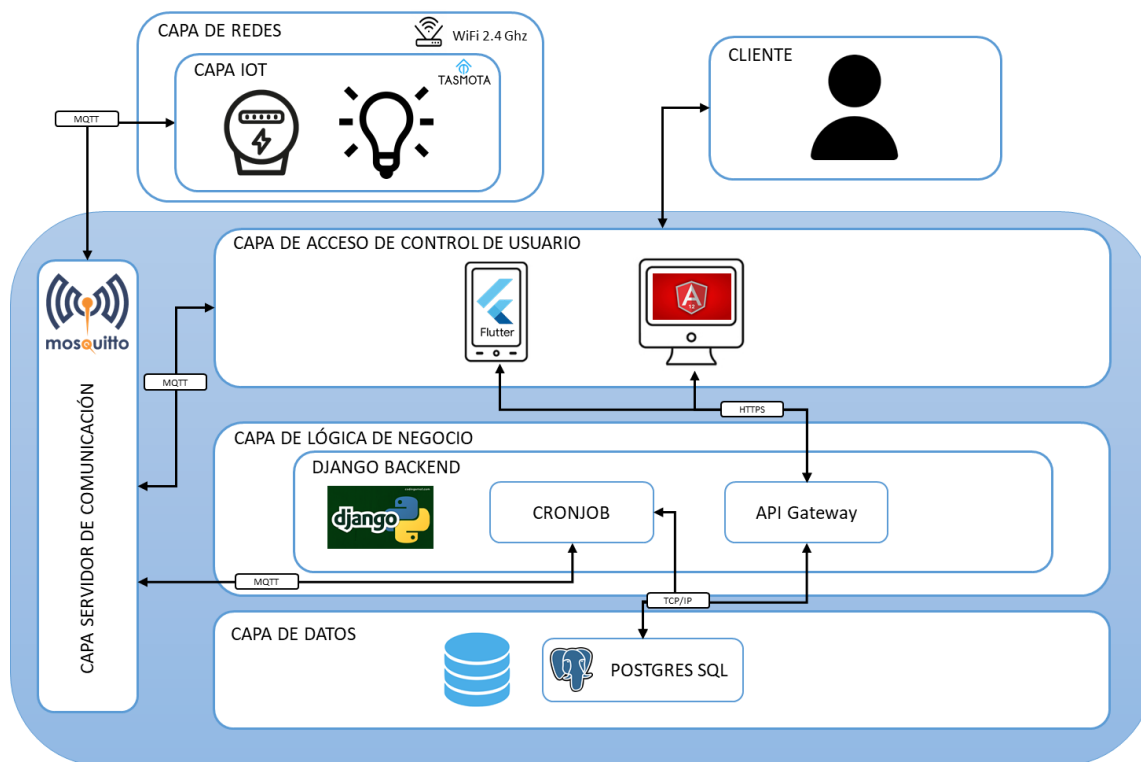 CAPA DE REDES
WiFi 2.4 Ghz
CAPA IOT
TASMOTA
CLIENTE
MQTT
CAPA DE ACCESO DE CONTROL DE USUARIO
Flutter
A
12
mosquitto
CAPA SERVIDOR DE COMUNICACIÓN
MQTT
HTTPS
CAPA DE LÓGICA DE NEGOCIO
DJANGO BACKEND
django
CRONJOB
API Gateway
MQTT
TCP/IP
CAPA DE DATOS
POSTGRES SQL